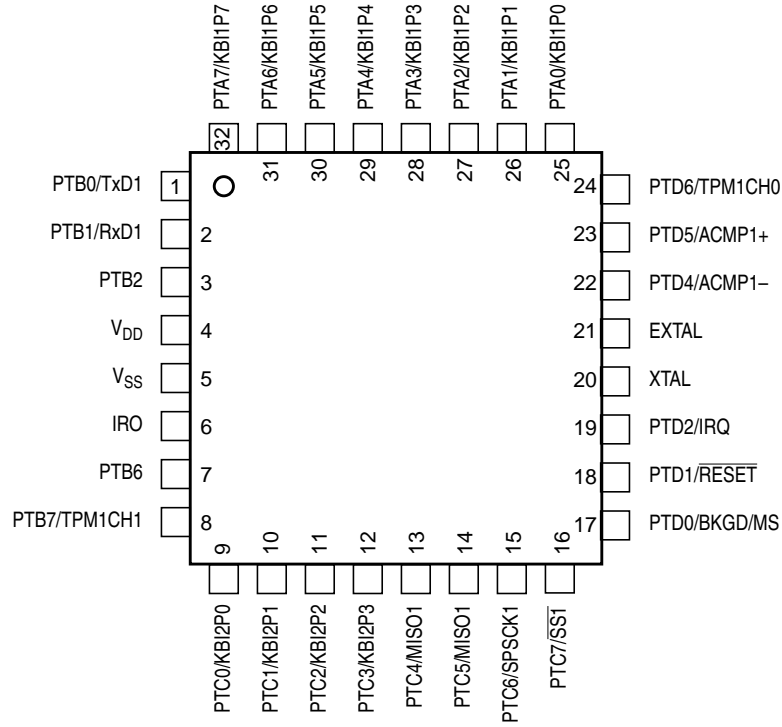 PTA7/KBI1P7
PTA6/KBI1P6
PTA5/KBI1P5
PTA4/KBI1P4
PTA3/KBI1P3
PTA2/KBI1P2
PTA1/KBI1P1
PTA0/KBI1P0
32
31
30
29
28
27
26
25
PTB0/TxD1 1
PTB1/RxD1 2
PTB2 3
VDD 4
VSS 5
IRO 6
PTB6 7
PTB7/TPM1CH1 8
24 PTD6/TPM1CH0
23 PTD5/ACMP1+
22 PTD4/ACMP1–
21 EXTAL
20 XTAL
19 PTD2/IRQ
18 PTD1/RESET
17 PTD0/BKGD/MS
9
10
11
12
13
14
15
16
PTC0/KBI2P0
PTC1/KBI2P1
PTC2/KBI2P2
PTC3/KBI2P3
PTC4/MISO1
PTC5/MISO1
PTC6/SPSCK1
PTC7/SS1